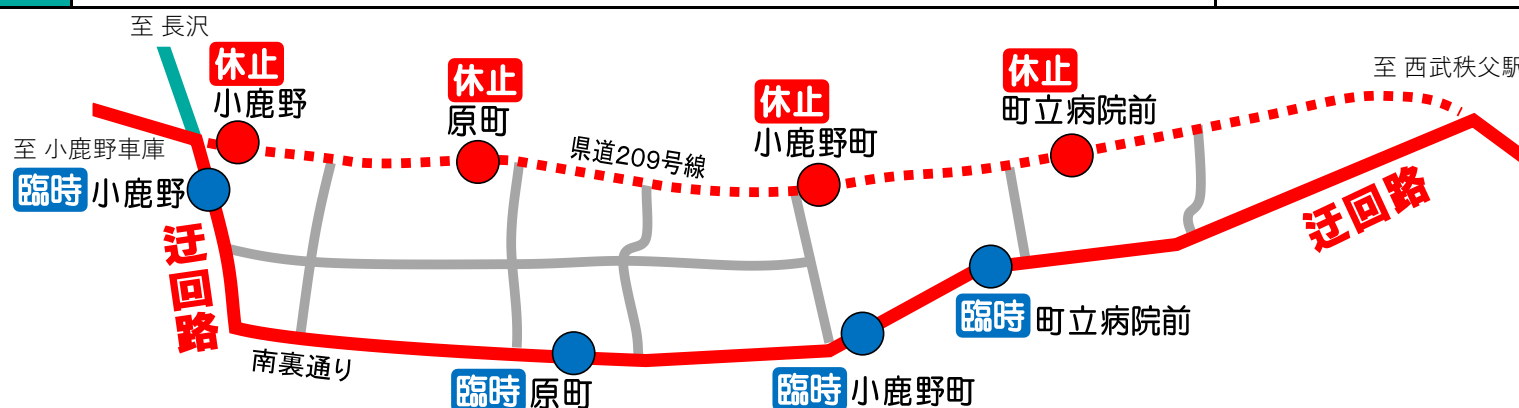 至 長沢
休止
小鹿野
休止
原町
休止
小鹿野町
休止
町立病院前
至 西武秩父駅
至 小鹿野車庫
県道209号線
臨時 小鹿野
迂回路
迂回路
臨時 町立病院前
南裏通り
臨時 原町
臨時 小鹿野町